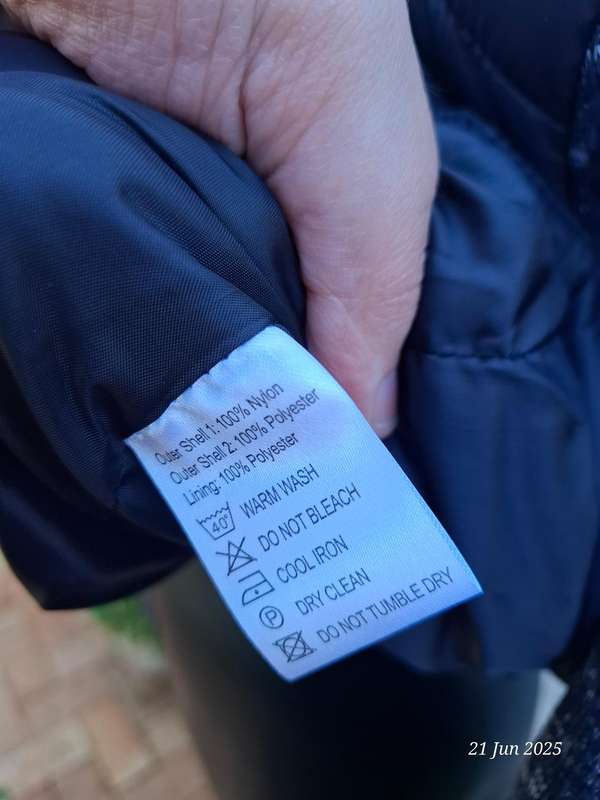 Outer Shell 1: 100% Nylon
Outer Shell 2: 100% Polyester
Lining: 100% Polyester
40° WARM WASH
DO NOT BLEACH
COOL IRON
P DRY CLEAN
DO NOT TUMBLE DRY
21 Jun 2025